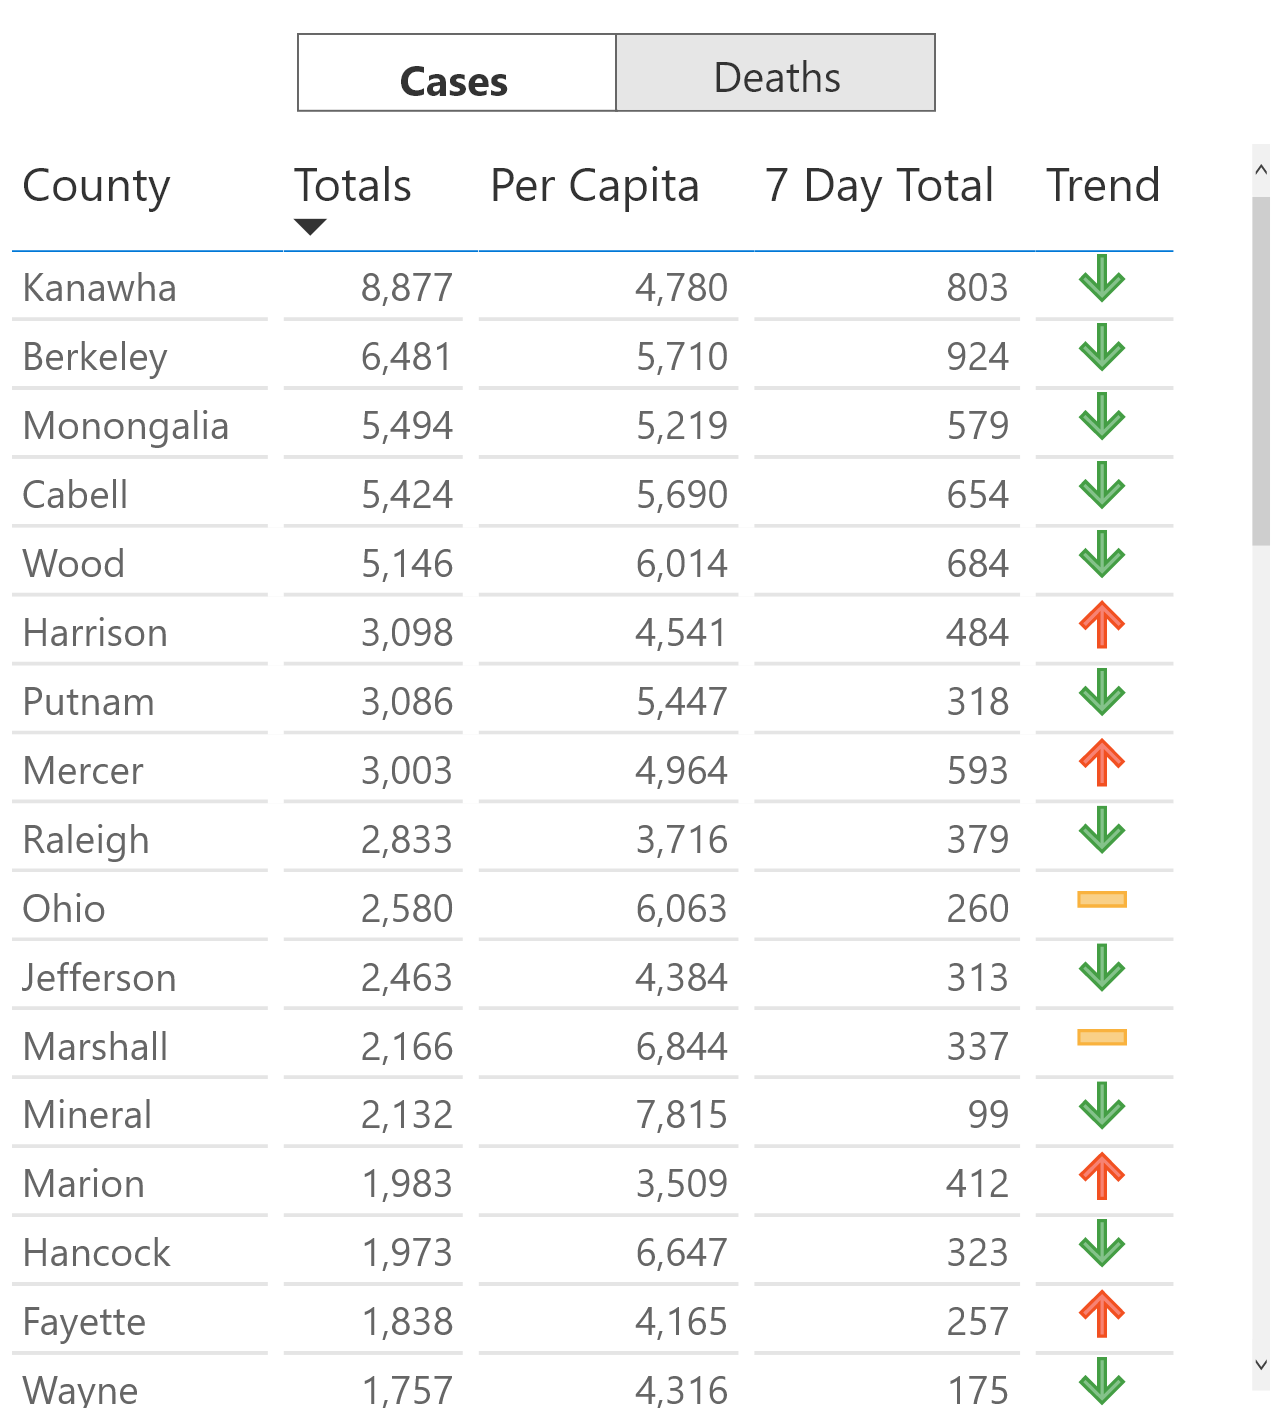 Cases Deaths
County Totals Per Capita 7 Day Total Trend
Kanawha 8,877 4,780 803
Berkeley 6,481 5,710 924
Monongalia 5,494 5,219 579
Cabell 5,424 5,690 654
Wood 5,146 6,014 684
Harrison 3,098 4,541 484
Putnam 3,086 5,447 318
Mercer 3,003 4,964 593
Raleigh 2,833 3,716 379
Ohio 2,580 6,063 260
Jefferson 2,463 4,384 313
Marshall 2,166 6,844 337
Mineral 2,132 7,815 99
Marion 1,983 3,509 412
Hancock 1,973 6,647 323
Fayette 1,838 4,165 257
Wayne 1,757 4,316 175